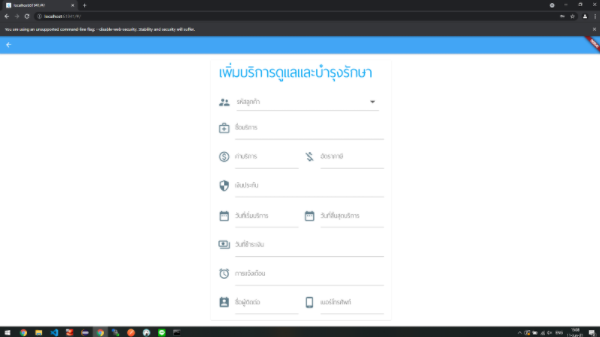 localhost
You are using an unsupported command-line flag: --disable-web-security. Stability and security will suffer.
เพิ่มบริการดูแลและบำรุงรักษา
รหัสลูกค้า
ชื่อบริการ
ค่าบริการ
อัตราภาษี
เงินประกัน
วันที่เริ่มบริการ
วันที่สิ้นสุดบริการ
วันที่ชำระเงิน
การแจ้งเตือน
ชื่อผู้ติดต่อ
เบอร์โทรศัพท์
ENG